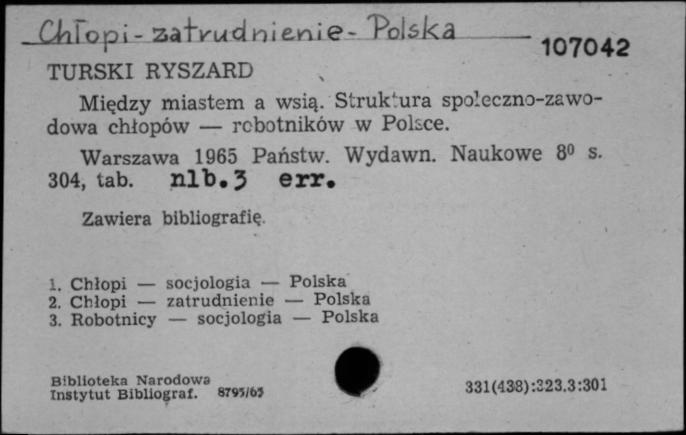 Chłopi - zatrudnienie - Polska
107042
TURSKI RYSZARD
Między miastem a wsią. Struktura społeczno-zawo-
dowa chłopów — robotników w Polsce.
Warszawa 1965 Państw. Wydawn. Naukowe 8⁰ s.
304, tab. nlb.3 err.
Zawiera bibliografię.
1. Chłopi — socjologia — Polska
2. Chłopi — zatrudnienie — Polska
3. Robotnicy — socjologia — Polska
Biblioteka Narodowa
Instytut Bibliograf. 8795/65
331(438):323.3:301